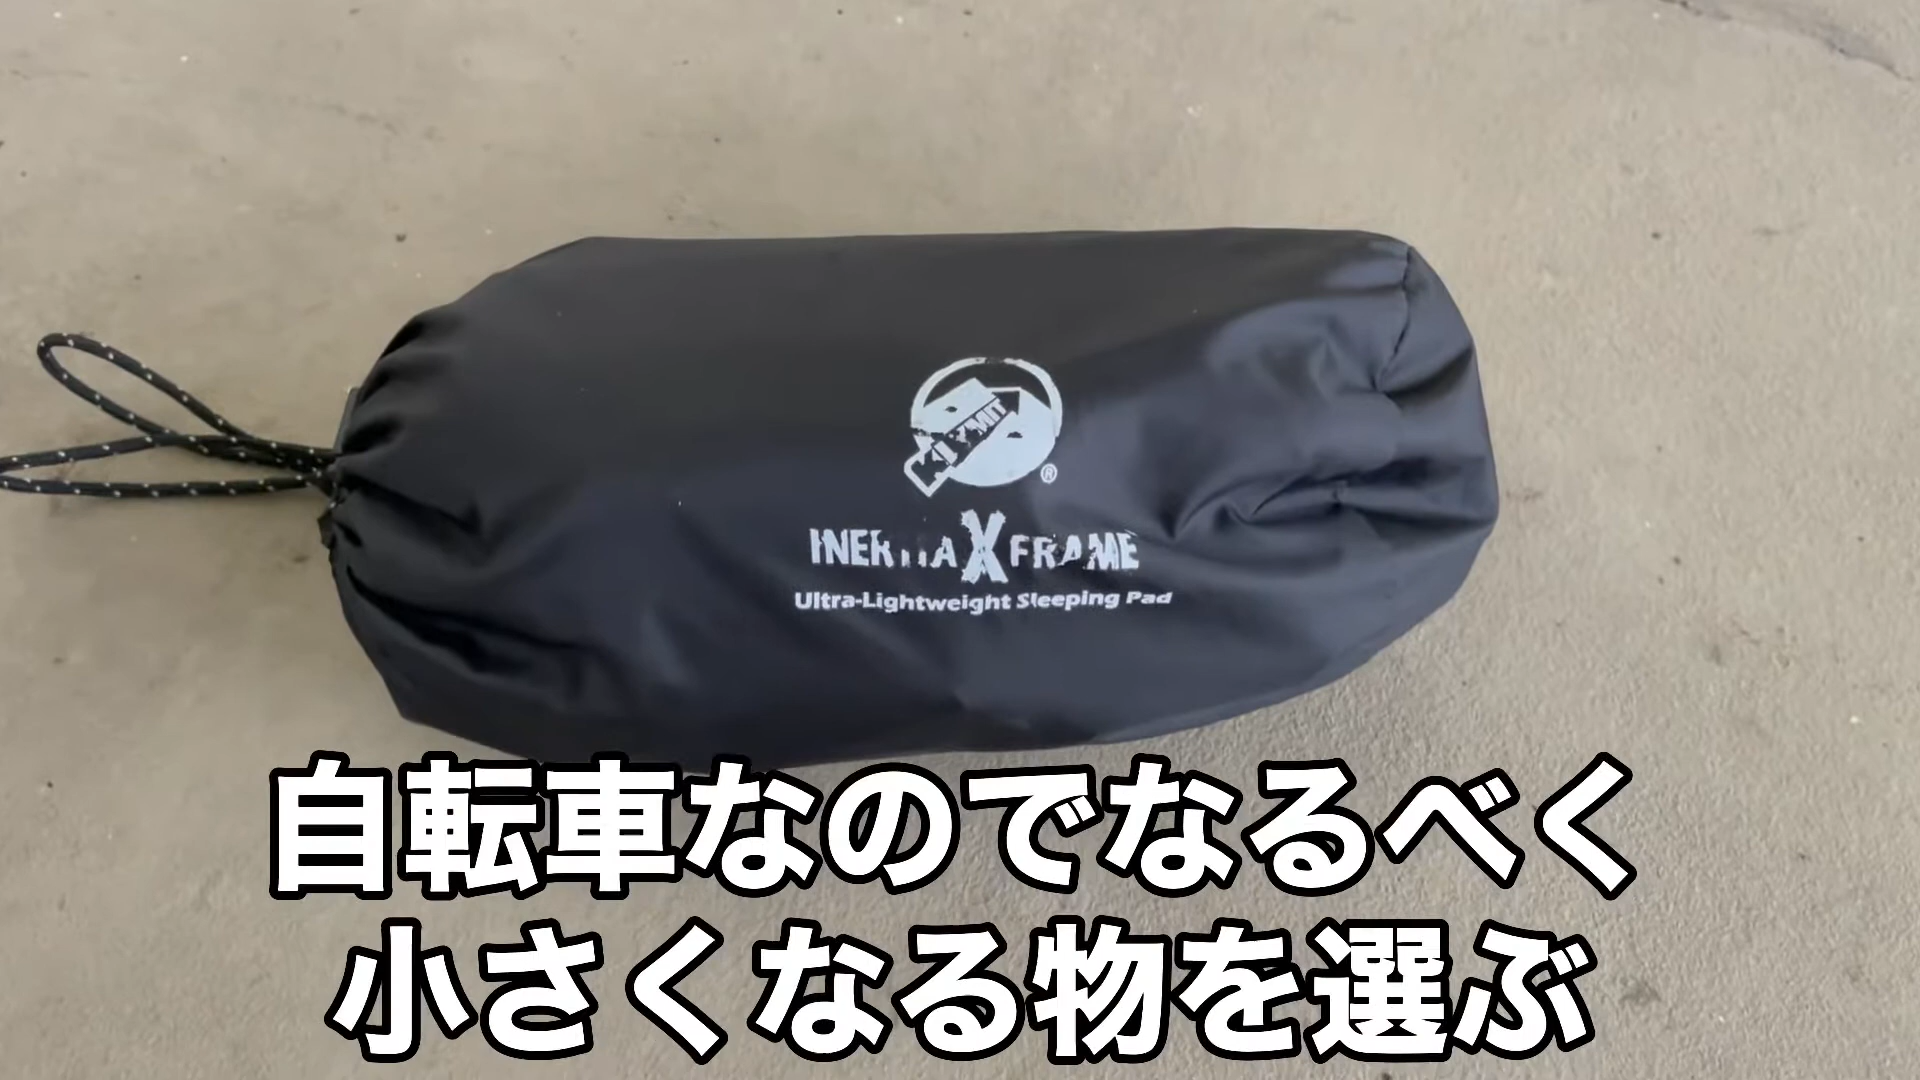 KLYMIT
®
INERTIA X FRAME
Ultra-Lightweight Sleeping Pad
自転車なのでなるべく
小さくなる物を選ぶ